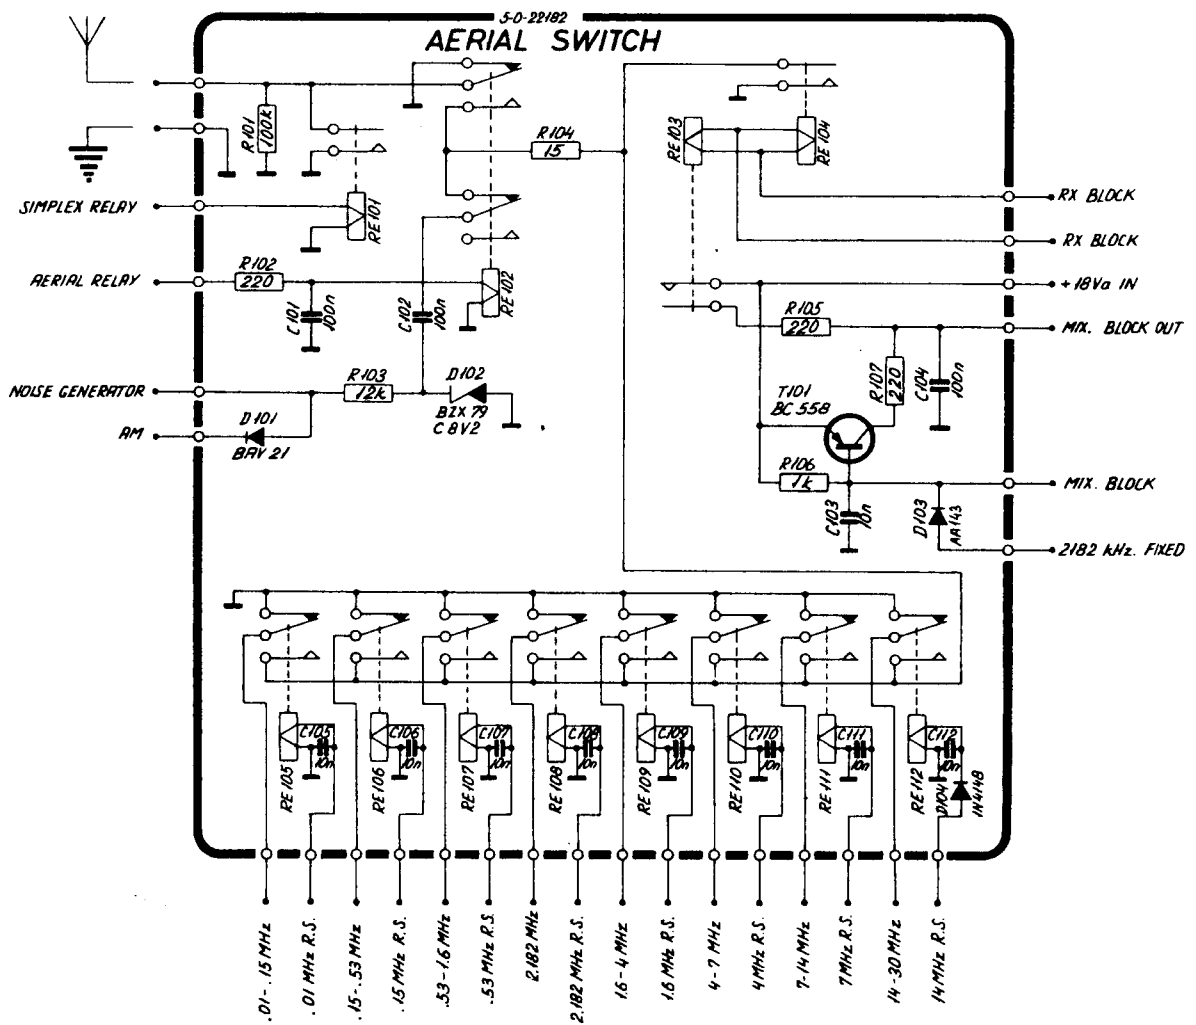 5-0-22182
AERIAL SWITCH
R101
100k
RE101
SIMPLEX RELAY
AERIAL RELAY
R102
220
C101
100n
C102
100n
RE102
R104
15
RE103
RE104
RX BLOCK
RX BLOCK
+18Va IN
R105
220
MIX. BLOCK OUT
R107
220
C104
100n
NOISE GENERATOR
R103
12k
D102
BZX 79
C 8V2
AM
D101
BAV 21
T101
BC 558
R106
1k
C103
10n
MIX. BLOCK
D103
AA143
2182 kHz. FIXED
C105
10n
RE105
C106
10n
RE106
C107
10n
RE107
C108
10n
RE108
C109
10n
RE109
C110
10n
RE110
C111
10n
RE111
C112
10n
RE112
D104
1N4148
.01-.15 MHz
.01 MHz R.S.
.15-.53 MHz
.15 MHz R.S.
.53-1.6 MHz
.53 MHz R.S.
2.182 MHz
2.182 MHz R.S.
1.6-4 MHz
1.6 MHz R.S.
4-7 MHz
4 MHz R.S.
7-14 MHz
7 MHz R.S.
14-30 MHz
14 MHz R.S.